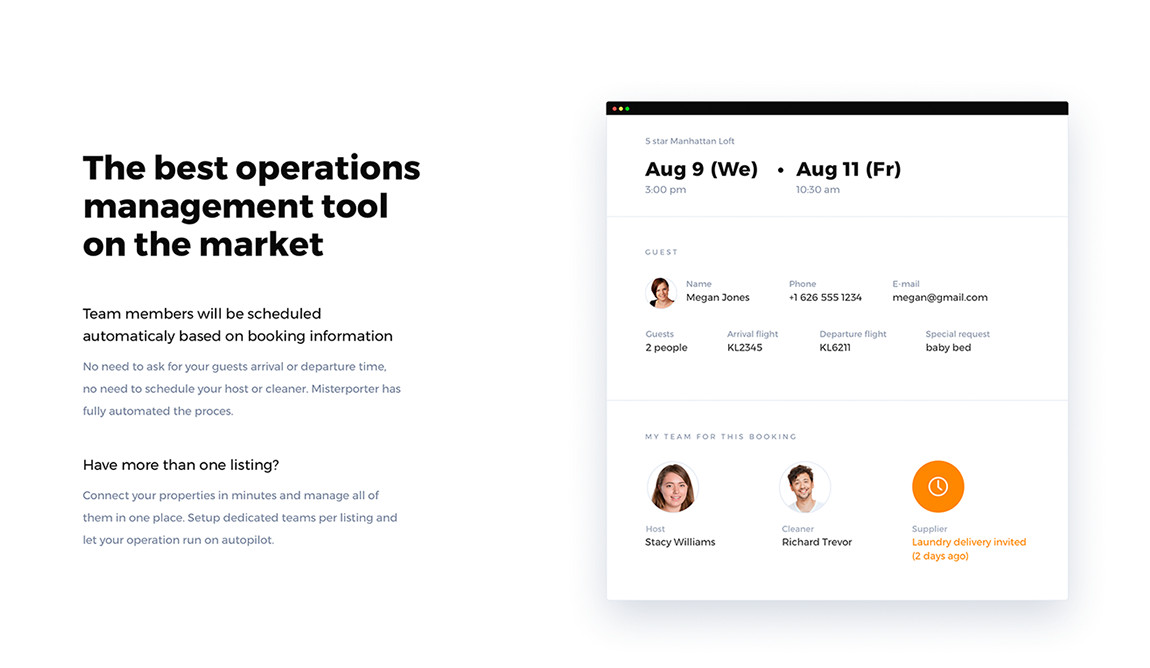 The best operations
management tool
on the market
Team members will be scheduled
automaticaly based on booking information
No need to ask for your guests arrival or departure time,
no need to schedule your host or cleaner. Misterporter has
fully automated the proces.
Have more than one listing?
Connect your properties in minutes and manage all of
them in one place. Setup dedicated teams per listing and
let your operation run on autopilot.
5 star Manhattan Loft
Aug 9 (We) • Aug 11 (Fr)
3:00 pm 10:30 am
GUEST
Name Phone E-mail
Megan Jones +1 626 555 1234 megan@gmail.com
Guests Arrival flight Departure flight Special request
2 people KL2345 KL6211 baby bed
MY TEAM FOR THIS BOOKING
Host Cleaner Supplier
Stacy Williams Richard Trevor Laundry delivery invited
(2 days ago)